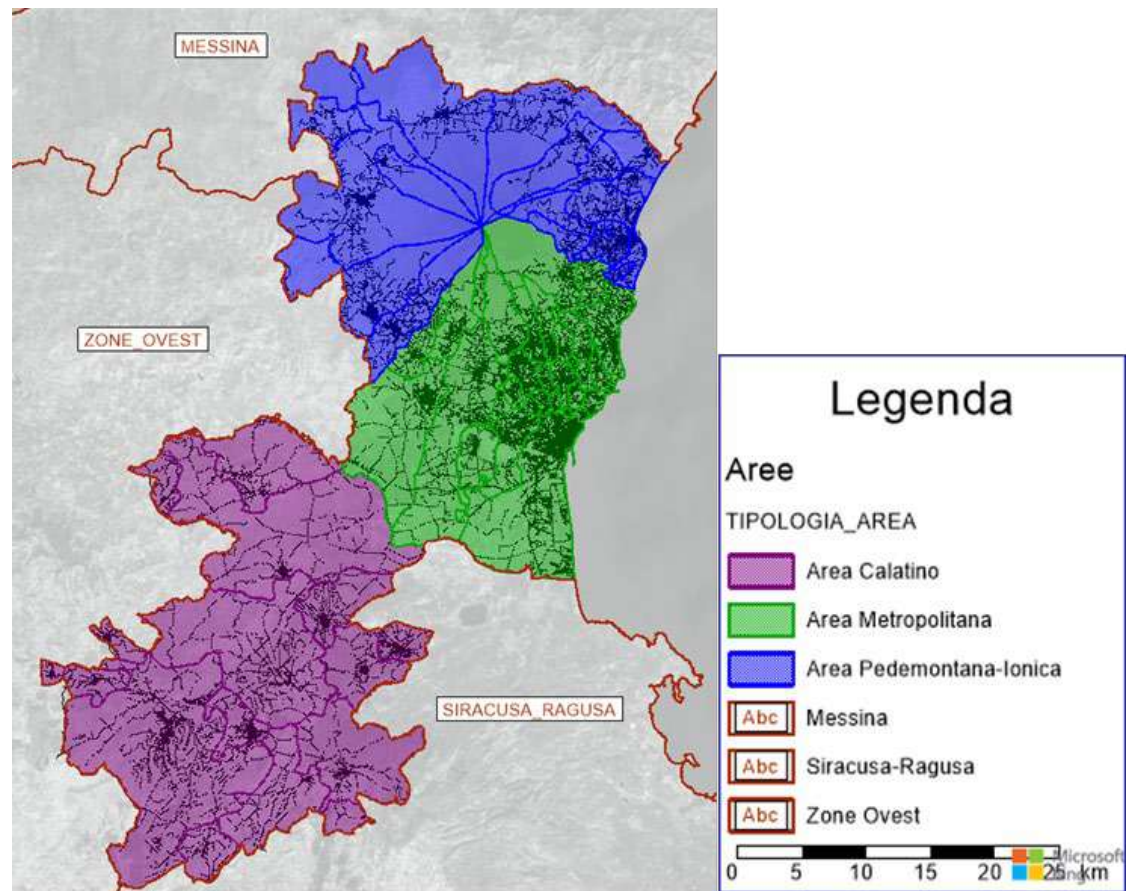 MESSINA
ZONE_OVEST
SIRACUSA_RAGUSA
Legenda
Aree
TIPOLOGIA_AREA
Area Calatino
Area Metropolitana
Area Pedemontana-Ionica
Abc Messina
Abc Siracusa-Ragusa
Abc Zone Ovest
Microsoft
0 5 10 15 20 25 km